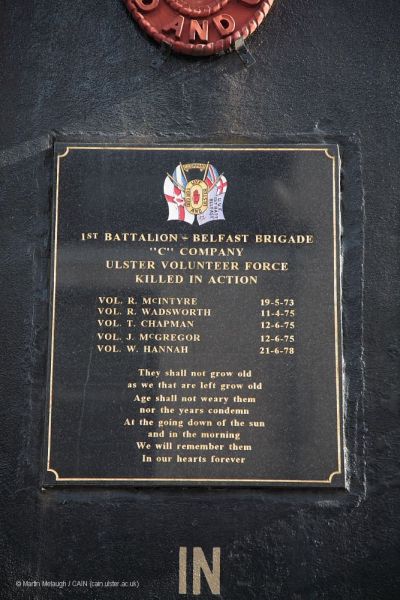 AND
1ST BATTALION - BELFAST BRIGADE
"C" COMPANY
ULSTER VOLUNTEER FORCE
KILLED IN ACTION
VOL. R. MCINTYRE 19-5-73
VOL. R. WADSWORTH 11-4-75
VOL. T. CHAPMAN 12-6-75
VOL. J. McGREGOR 12-6-75
VOL. W. HANNAH 21-6-78
They shall not grow old
as we that are left grow old
Age shall not weary them
nor the years condemn
At the going down of the sun
and in the morning
We will remember them
In our hearts forever
IN
© Martin Melaugh / CAIN (cain.ulster.ac.uk)